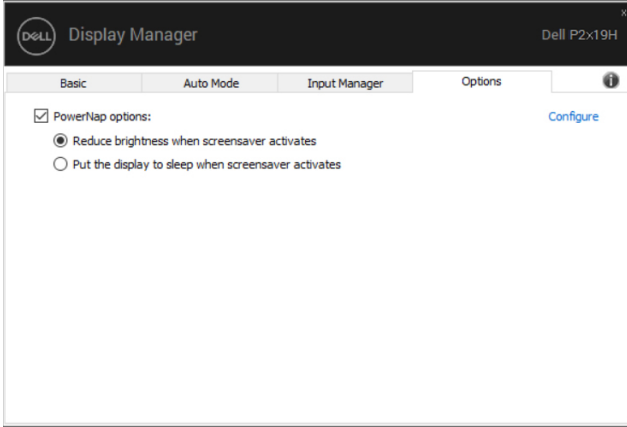 x
DELL Display Manager Dell P2x19H
Basic Auto Mode Input Manager Options
PowerNap options: Configure
Reduce brightness when screensaver activates
Put the display to sleep when screensaver activates